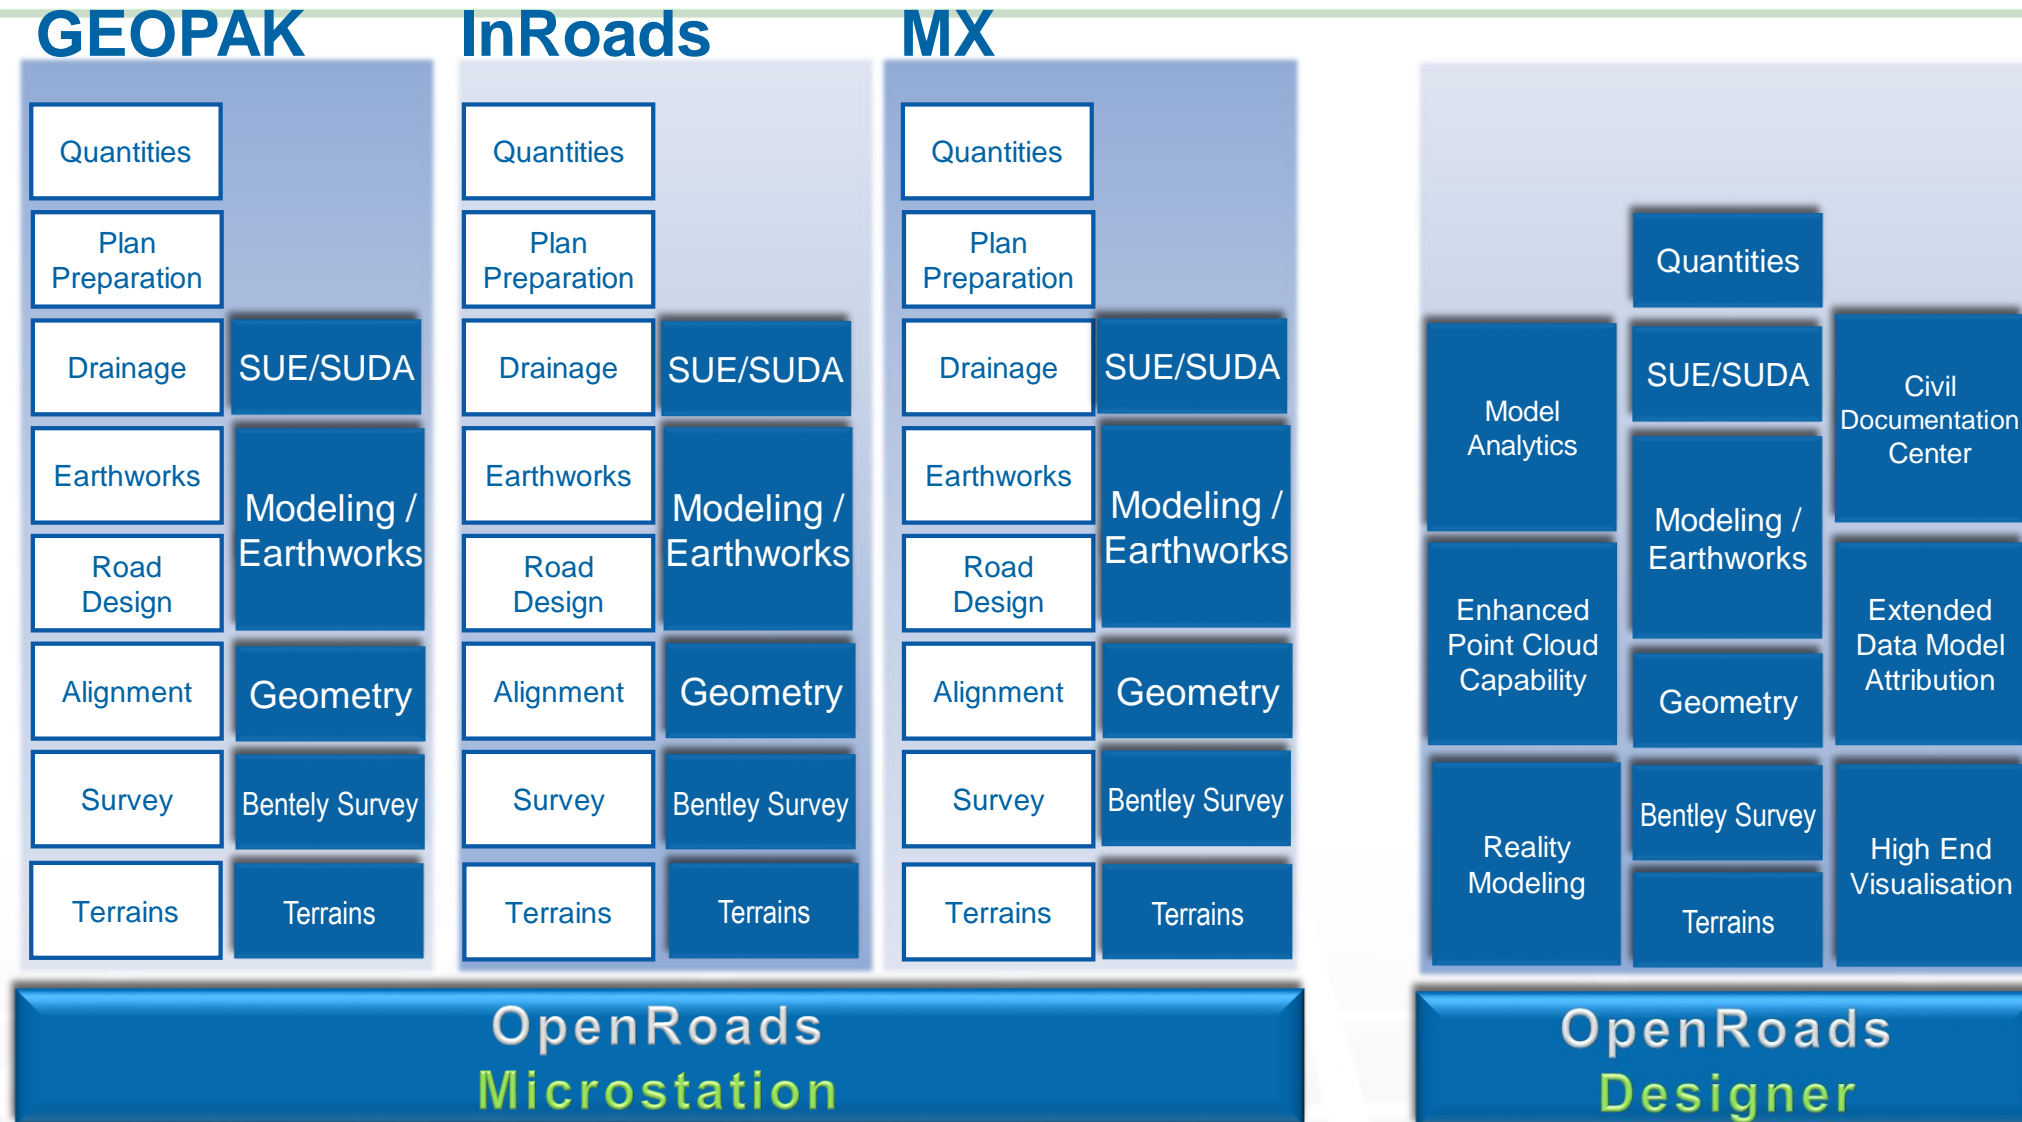 GEOPAK
Quantities
Plan
Preparation
Drainage
Earthworks
Road
Design
Alignment
Survey
Terrains
SUE/SUDA
Modeling /
Earthworks
Geometry
Bentely Survey
Terrains
InRoads
Quantities
Plan
Preparation
Drainage
Earthworks
Road
Design
Alignment
Survey
Terrains
SUE/SUDA
Modeling /
Earthworks
Geometry
Bentley Survey
Terrains
MX
Quantities
Plan
Preparation
Drainage
Earthworks
Road
Design
Alignment
Survey
Terrains
SUE/SUDA
Modeling /
Earthworks
Geometry
Bentley Survey
Terrains
OpenRoads
Microstation
Model
Analytics
Enhanced
Point Cloud
Capability
Reality
Modeling
Quantities
SUE/SUDA
Modeling /
Earthworks
Geometry
Bentley Survey
Terrains
Civil
Documentation
Center
Extended
Data Model
Attribution
High End
Visualisation
OpenRoads
Designer